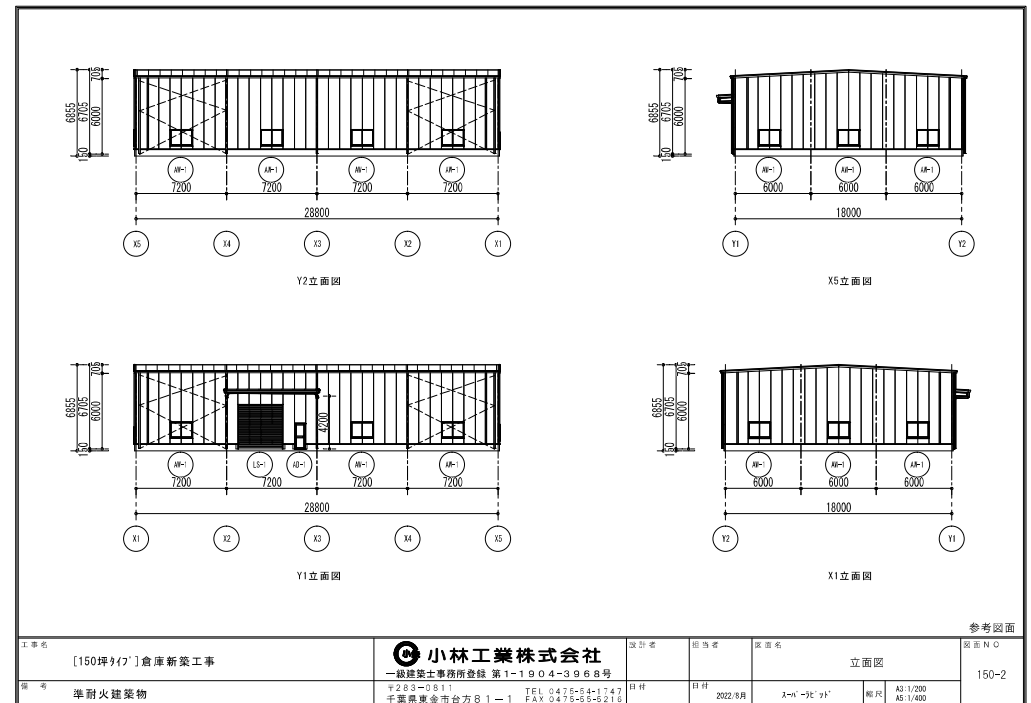 6855
6705
705
6000
150
AW-1
AW-1
AW-1
AW-1
7200
7200
7200
7200
28800
X5
X4
X3
X2
X1
Y2立面図
6855
6705
705
6000
150
AW-1
AW-1
AW-1
6000
6000
6000
18000
Y1
Y2
X5立面図
6855
6705
705
6000
150
4200
AW-1
LS-1
AD-1
AW-1
AW-1
7200
7200
7200
7200
28800
X1
X2
X3
X4
X5
Y1立面図
6855
6705
705
6000
150
AW-1
AW-1
AW-1
6000
6000
6000
18000
Y2
Y1
X1立面図
参考図面
工事名
[150坪タイプ]倉庫新築工事
備 考
準耐火建築物
小林工業株式会社
一級建築士事務所登録 第1-1904-3968号
〒283-0811
千葉県東金市台方81-1
TEL 0475-54-1747
FAX 0475-55-5216
設計者
日付
担当者
日付
2022/8月
図面名
立面図
スーパーラピッド
縮尺
A3:1/200
A5:1/400
図面NO
150-2